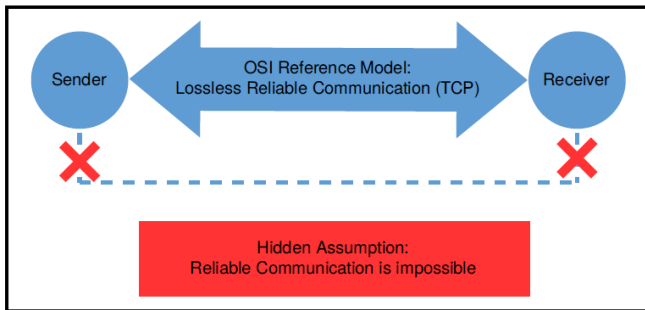 Sender
OSI Reference Model:
Lossless Reliable Communication (TCP)
Receiver
Hidden Assumption:
Reliable Communication is impossible